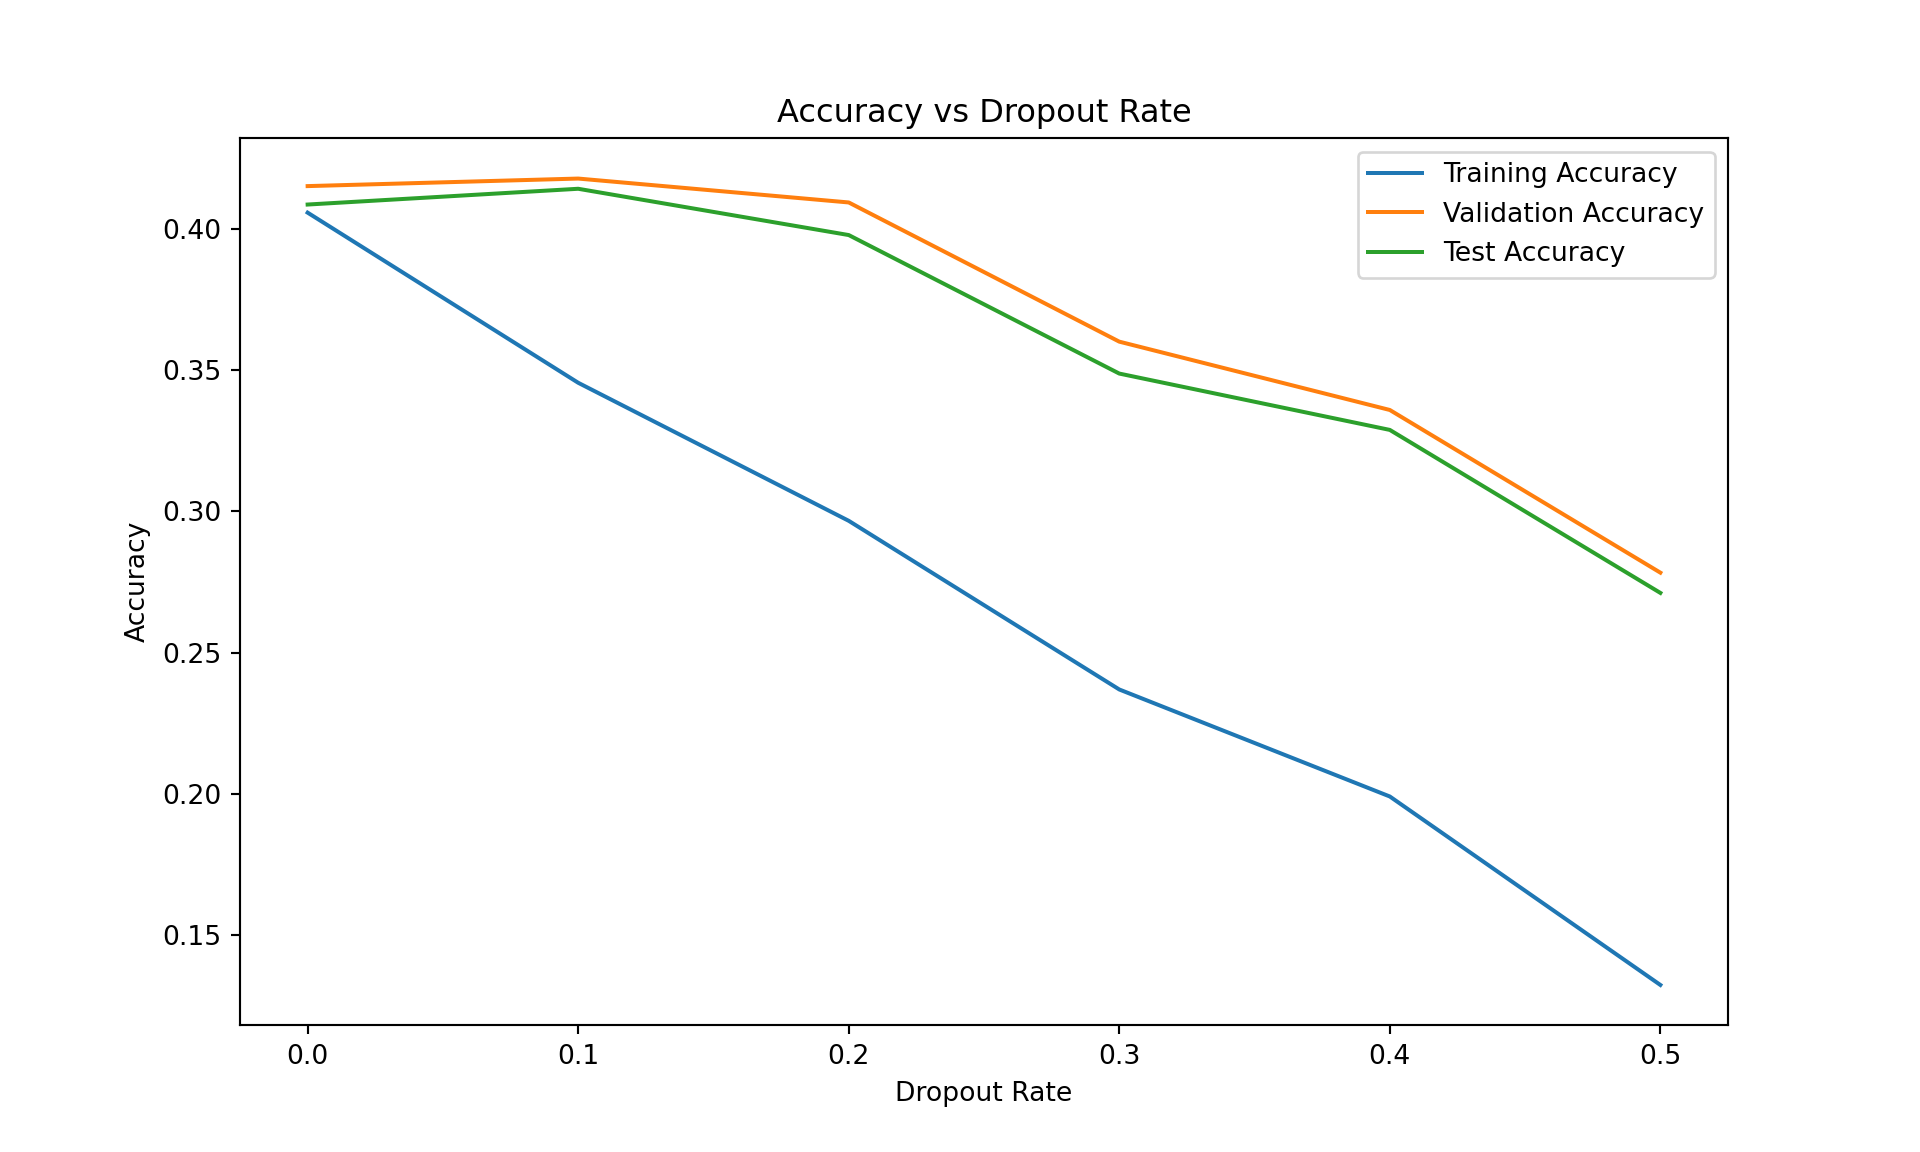 Accuracy vs Dropout Rate
Training Accuracy
Validation Accuracy
Test Accuracy
0.40
0.35
0.30
0.25
0.20
0.15
Accuracy
0.0 0.1 0.2 0.3 0.4 0.5
Dropout Rate